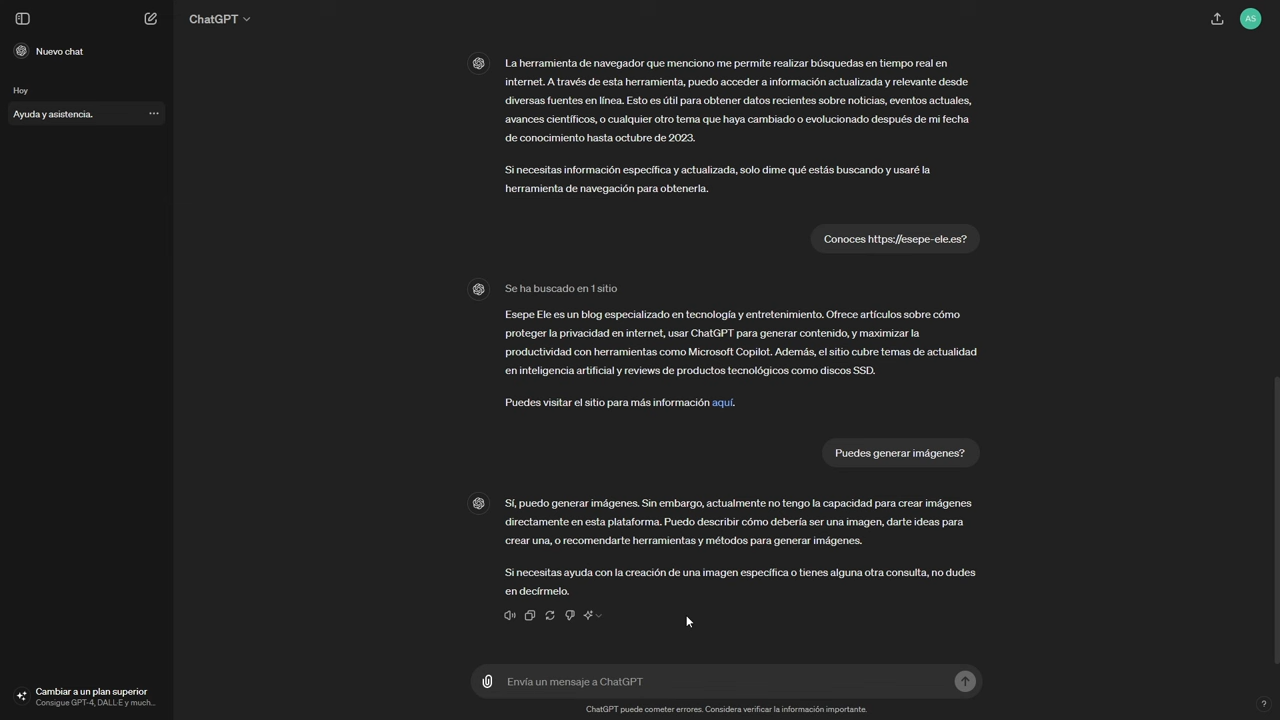 ChatGPT
AS
Nuevo chat
Hoy
Ayuda y asistencia.
La herramienta de navegador que menciono me permite realizar búsquedas en tiempo real en
internet. A través de esta herramienta, puedo acceder a información actualizada y relevante desde
diversas fuentes en línea. Esto es útil para obtener datos recientes sobre noticias, eventos actuales,
avances científicos, o cualquier otro tema que haya cambiado o evolucionado después de mi fecha
de conocimiento hasta octubre de 2023.
Si necesitas información específica y actualizada, solo dime qué estás buscando y usaré la
herramienta de navegación para obtenerla.
Conoces https://esepe-ele.es?
Se ha buscado en 1 sitio
Esepe Ele es un blog especializado en tecnología y entretenimiento. Ofrece artículos sobre cómo
proteger la privacidad en internet, usar ChatGPT para generar contenido, y maximizar la
productividad con herramientas como Microsoft Copilot. Además, el sitio cubre temas de actualidad
en inteligencia artificial y reviews de productos tecnológicos como discos SSD.
Puedes visitar el sitio para más información aquí.
Puedes generar imágenes?
Sí, puedo generar imágenes. Sin embargo, actualmente no tengo la capacidad para crear imágenes
directamente en esta plataforma. Puedo describir cómo debería ser una imagen, darte ideas para
crear una, o recomendarte herramientas y métodos para generar imágenes.
Si necesitas ayuda con la creación de una imagen específica o tienes alguna otra consulta, no dudes
en decírmelo.
Envía un mensaje a ChatGPT
Cambiar a un plan superior
Consigue GPT-4, DALL·E y much...
ChatGPT puede cometer errores. Considera verificar la información importante.
?